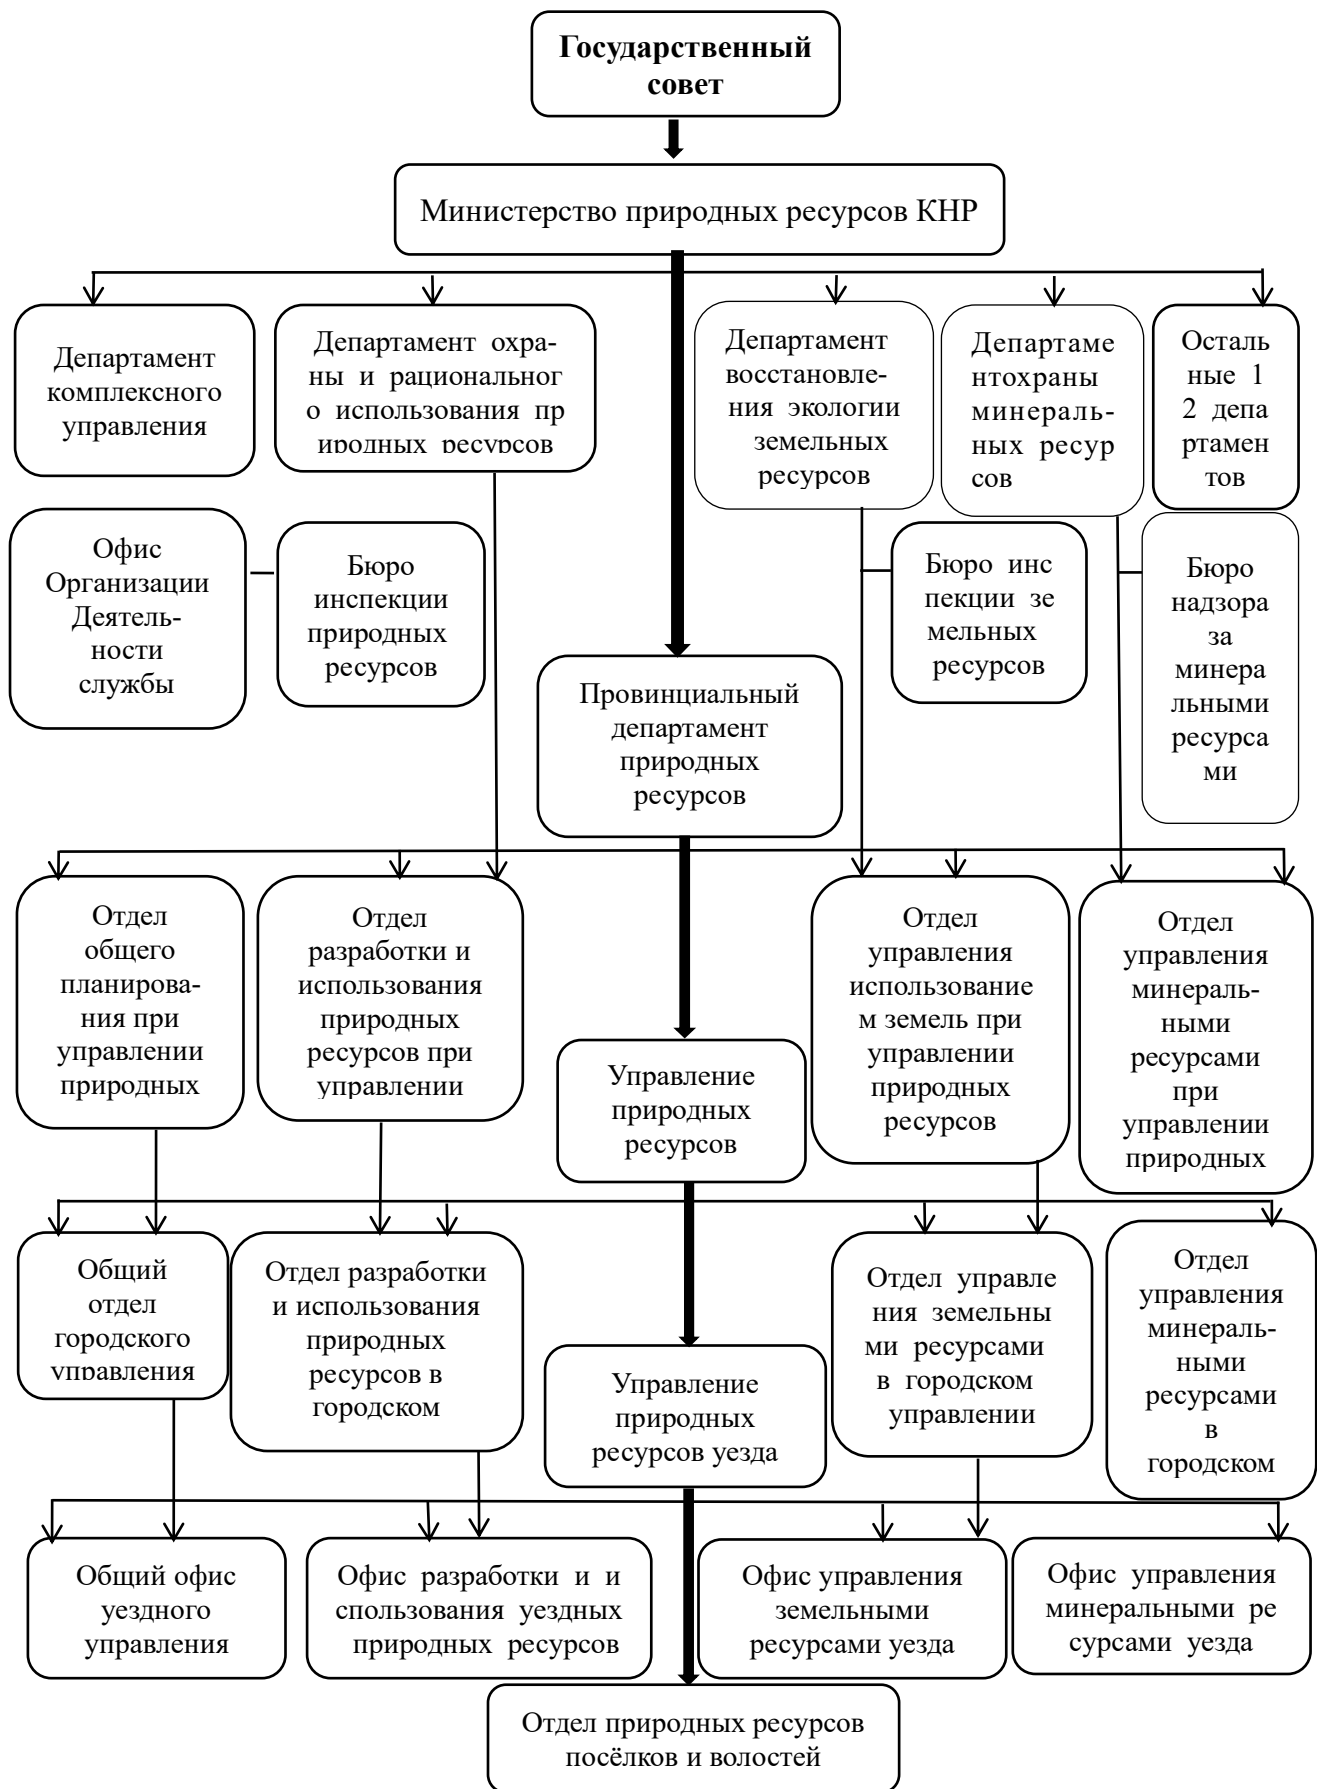 Государственный
совет
Министерство природных ресурсов КНР
Департамент
комплексного
управления
Департамент охра-
ны и рациональног
о использования пр
иродных ресурсов
Департамент
восстановле-
ния экологии
земельных
ресурсов
Департаме
нтохраны
минераль-
ных ресур
сов
Осталь
ные 1
2 депа
ртамен
тов
Офис
Организации
Деятель-
ности
службы
Бюро
инспекции
природных
ресурсов
Бюро инс
пекции зе
мельных
ресурсов
Бюро
надзора
за
минера
льными
ресурса
ми
Провинциальный
департамент
природных
ресурсов
Отдел
общего
планирова-
ния при
управлении
природных
Отдел
разработки и
использования
природных
ресурсов при
управлении
Отдел
управления
использование
м земель при
управлении
природных
ресурсов
Отдел
управления
минераль-
ными
ресурсами
при
управлении
природных
Управление
природных
ресурсов
Общий
отдел
городского
управления
Отдел разработки
и использования
природных
ресурсов в
городском
Отдел управле
ния земельны
ми ресурсами
в городском
управлении
Отдел
управления
минераль-
ными
ресурсами
в
городском
Управление
природных
ресурсов уезда
Общий офис
уездного
управления
Офис разработки и и
спользования уездных
природных ресурсов
Офис управления
земельными
ресурсами уезда
Офис управления
минеральными ре
сурсами уезда
Отдел природных ресурсов
посёлков и волостей